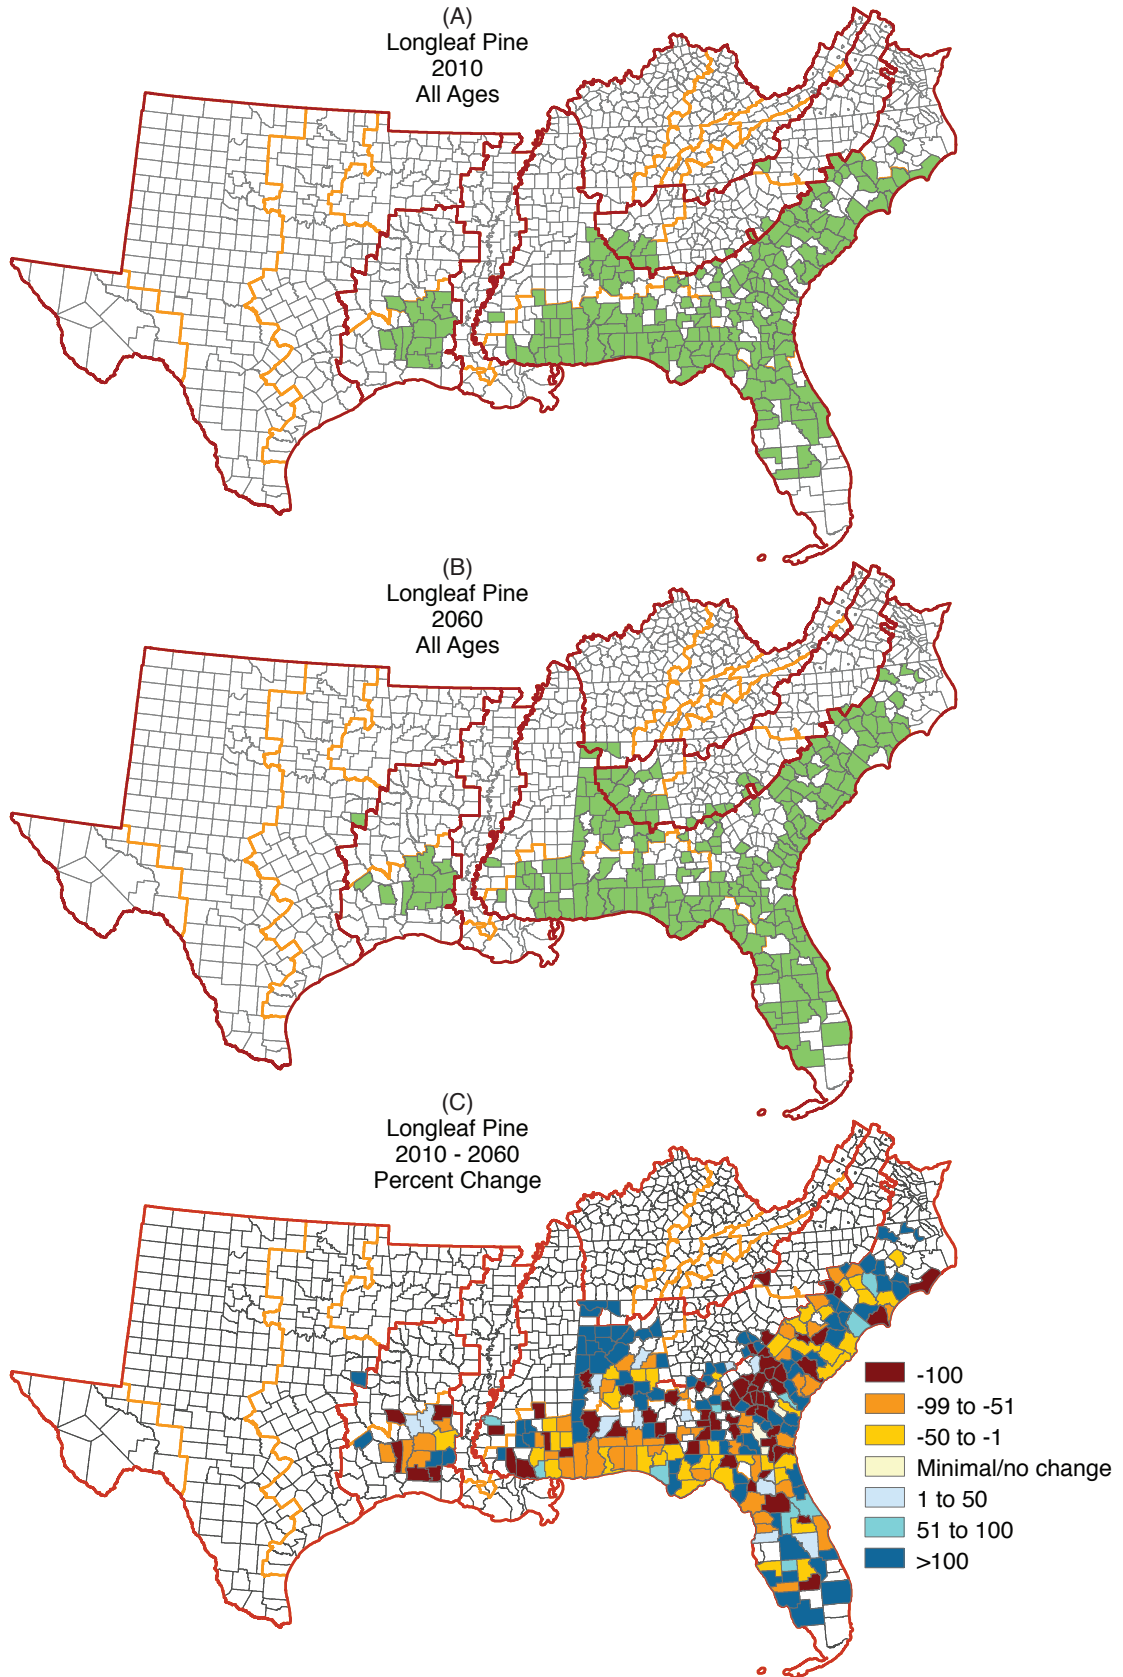 (A)
Longleaf Pine
2010
All Ages
(B)
Longleaf Pine
2060
All Ages
(C)
Longleaf Pine
2010 - 2060
Percent Change
-100
-99 to -51
-50 to -1
Minimal/no change
1 to 50
51 to 100
>100